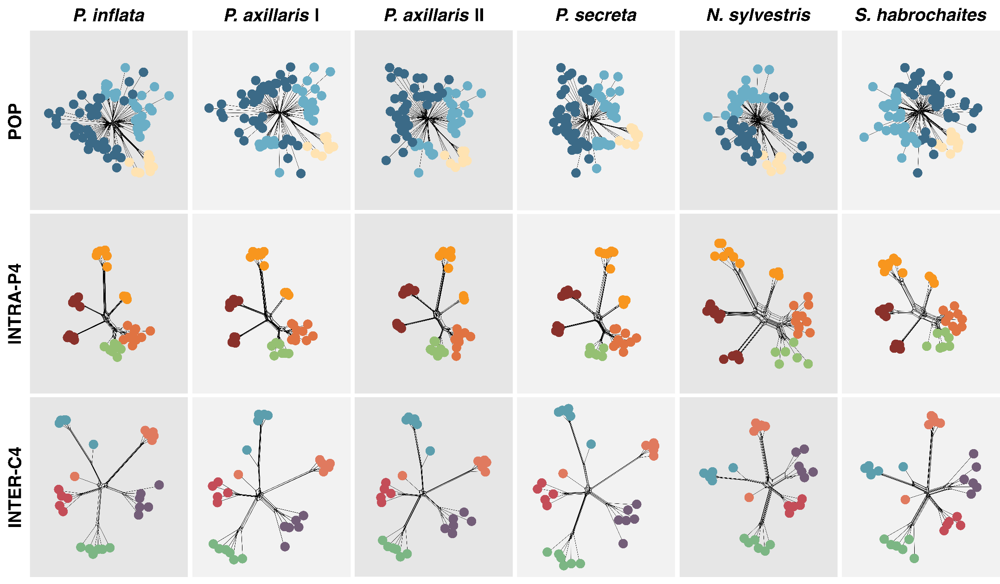 P. inflata P. axillaris I P. axillaris II P. secreta N. sylvestris S. habrochaites
POP
INTRA-P4
INTER-C4